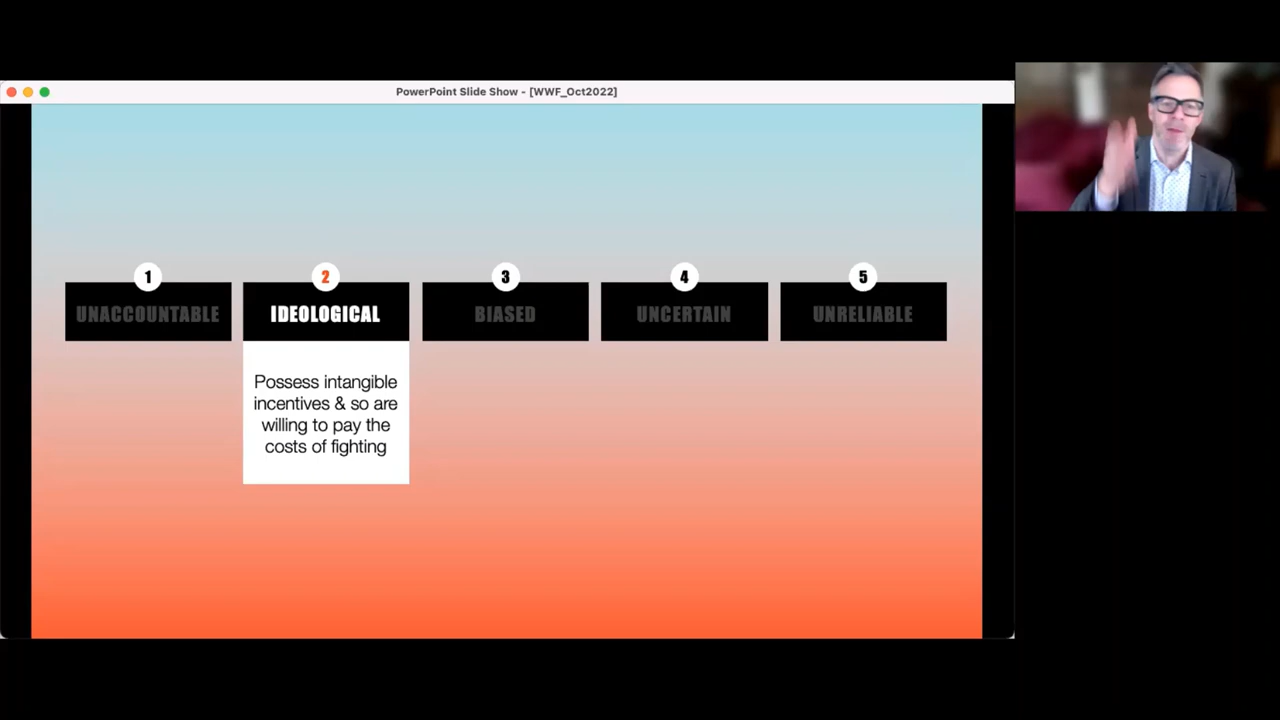 PowerPoint Slide Show - [WWF_Oct2022]
1
2
3
4
5
UNACCOUNTABLE
IDEOLOGICAL
BIASED
UNCERTAIN
UNRELIABLE
Possess intangible
incentives & so are
willing to pay the
costs of fighting